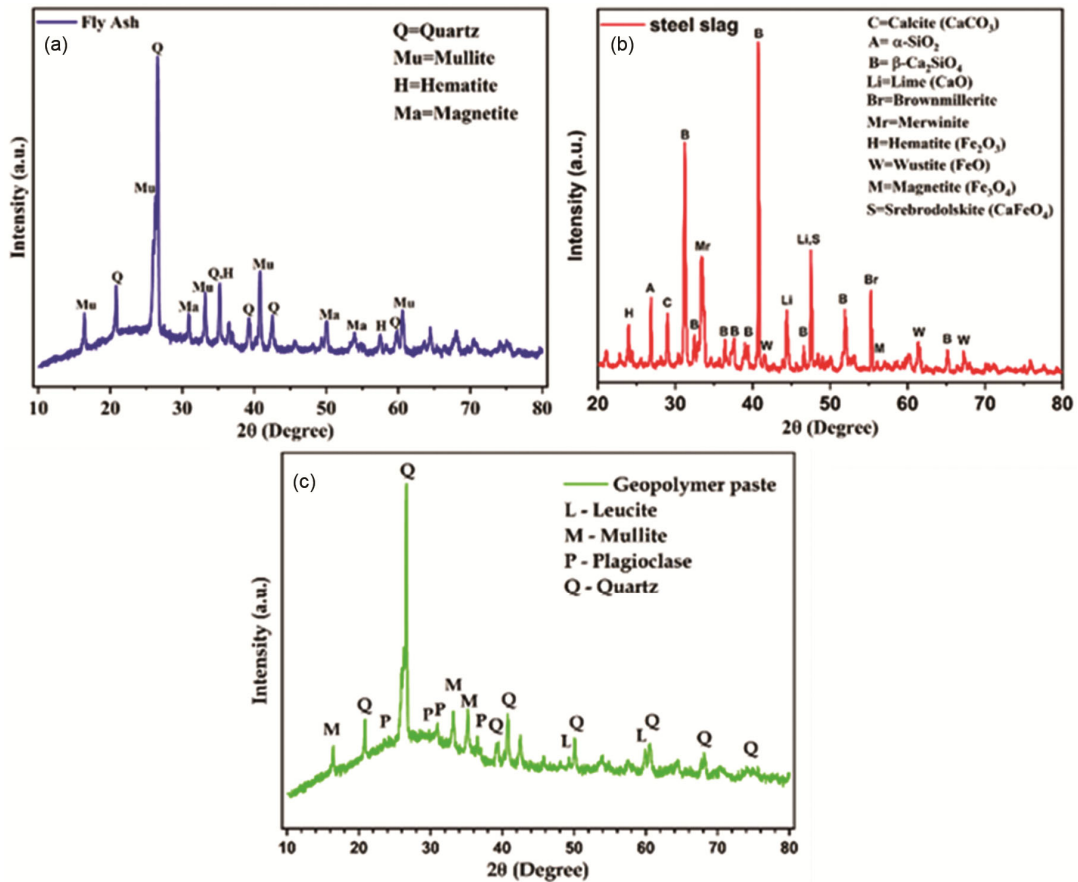 (a)
Fly Ash
Q=Quartz
Mu=Mullite
H=Hematite
Ma=Magnetite
Intensity (a.u.)
Mu
Q
Mu
Q
Ma
Mu
Q,H
Q
Mu
Q
Ma
Ma
H
Q
Mu
10 20 30 40 50 60 70 80
2θ (Degree)
(b)
steel slag
C=Calcite (CaCO₃)
A= α-SiO₂
B= β-Ca₂SiO₄
Li=Lime (CaO)
Br=Brownmillerite
Mr=Merwinite
H=Hematite (Fe₂O₃)
W=Wustite (FeO)
M=Magnetite (Fe₃O₄)
S=Srebrodolskite (CaFeO₄)
Intensity (a.u.)
H
A
C
B
B
Mr
B
B
B
B
W
Li
B
Li,S
B
Br
M
W
B
W
20 30 40 50 60 70 80
2θ (Degree)
(c)
Geopolymer paste
L - Leucite
M - Mullite
P - Plagioclase
Q - Quartz
Intensity (a.u.)
M
Q
P
Q
P
P
M
M
P
Q
Q
L
Q
L
Q
Q
Q
10 20 30 40 50 60 70 80
2θ (Degree)